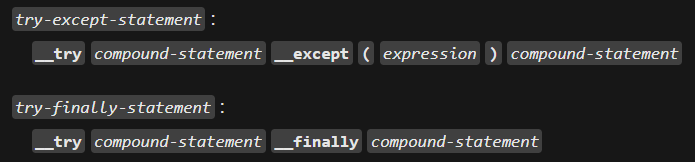 try-except-statement :
__try compound-statement __except ( expression ) compound-statement
try-finally-statement :
__try compound-statement __finally compound-statement